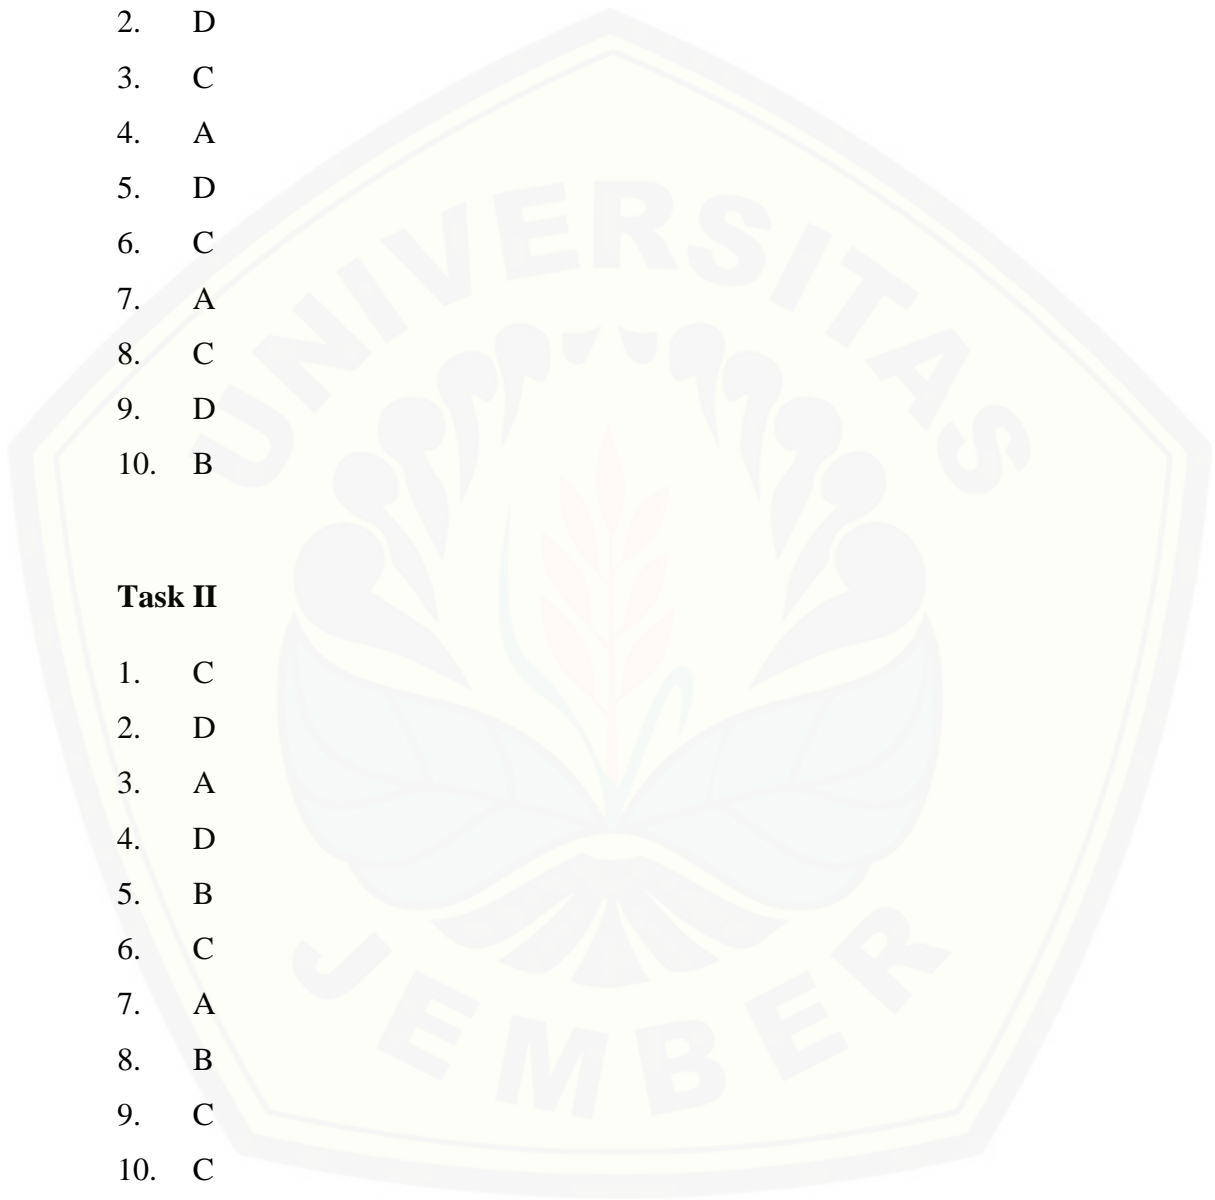 2. D
3. C
4. A
5. D
6. C
7. A
8. C
9. D
10. B
Task II
1. C
2. D
3. A
4. D
5. B
6. C
7. A
8. B
9. C
10. C
UNIVERSITAS
JEMBER